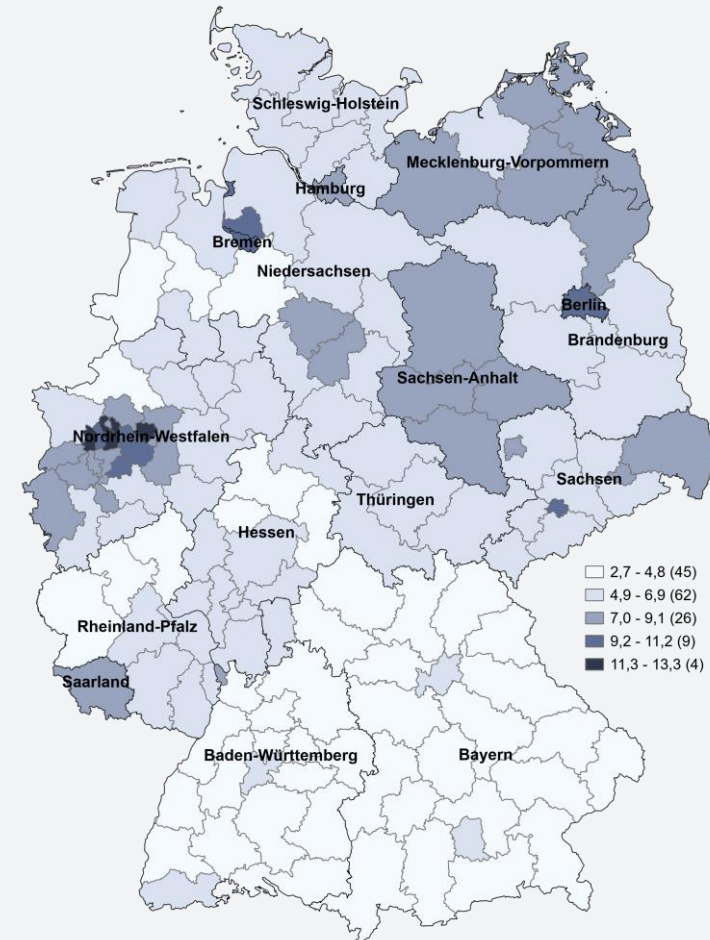 Schleswig-Holstein
Mecklenburg-Vorpommern
Hamburg
Bremen
Niedersachsen
Berlin
Brandenburg
Sachsen-Anhalt
Nordrhein-Westfalen
Sachsen
Thüringen
Hessen
2,7 - 4,8 (45)
4,9 - 6,9 (62)
7,0 - 9,1 (26)
9,2 - 11,2 (9)
11,3 - 13,3 (4)
Rheinland-Pfalz
Saarland
Baden-Württemberg
Bayern